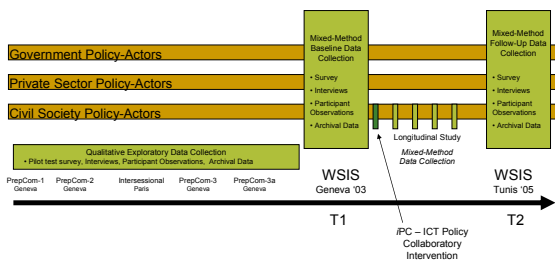 Mixed-Method
Baseline Data
Collection
• Survey
• Interviews
• Participant
Observations
• Archival Data
Mixed-Method
Follow-Up Data
Collection
• Survey
• Interviews
• Participant
Observations
• Archival Data
Government Policy-Actors
Private Sector Policy-Actors
Civil Society Policy-Actors
Longitudinal Study
Mixed-Method
Data Collection
Qualitative Exploratory Data Collection
• Pilot test survey, Interviews, Participant Observations, Archival Data
PrepCom-1
Geneva
PrepCom-2
Geneva
Intersessional
Paris
PrepCom-3
Geneva
PrepCom-3a
Geneva
WSIS
Geneva ‘03
WSIS
Tunis ‘05
T1
T2
iPC – ICT Policy
Collaboratory
Intervention